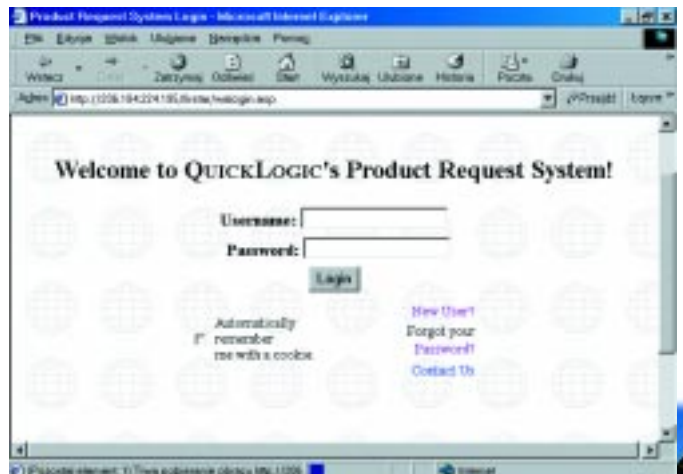 Product Request System Login - Microsoft Internet Explorer
Plik Edycja Widok Ulubione Narzędzia Pomoc
Wstecz Zatrzymaj Odśwież Start Wyszukaj Ulubione Historia Poczta Drukuj
Adres Przejdź Łącza
Welcome to QUICKLOGIC's Product Request System!
Username:
Password:
Login
New User?
Automatically
remember
me with a cookie
Forgot your
Password?
Contact Us
Internet